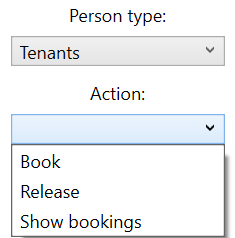 Person type:
Tenants
Action:
Book
Release
Show bookings